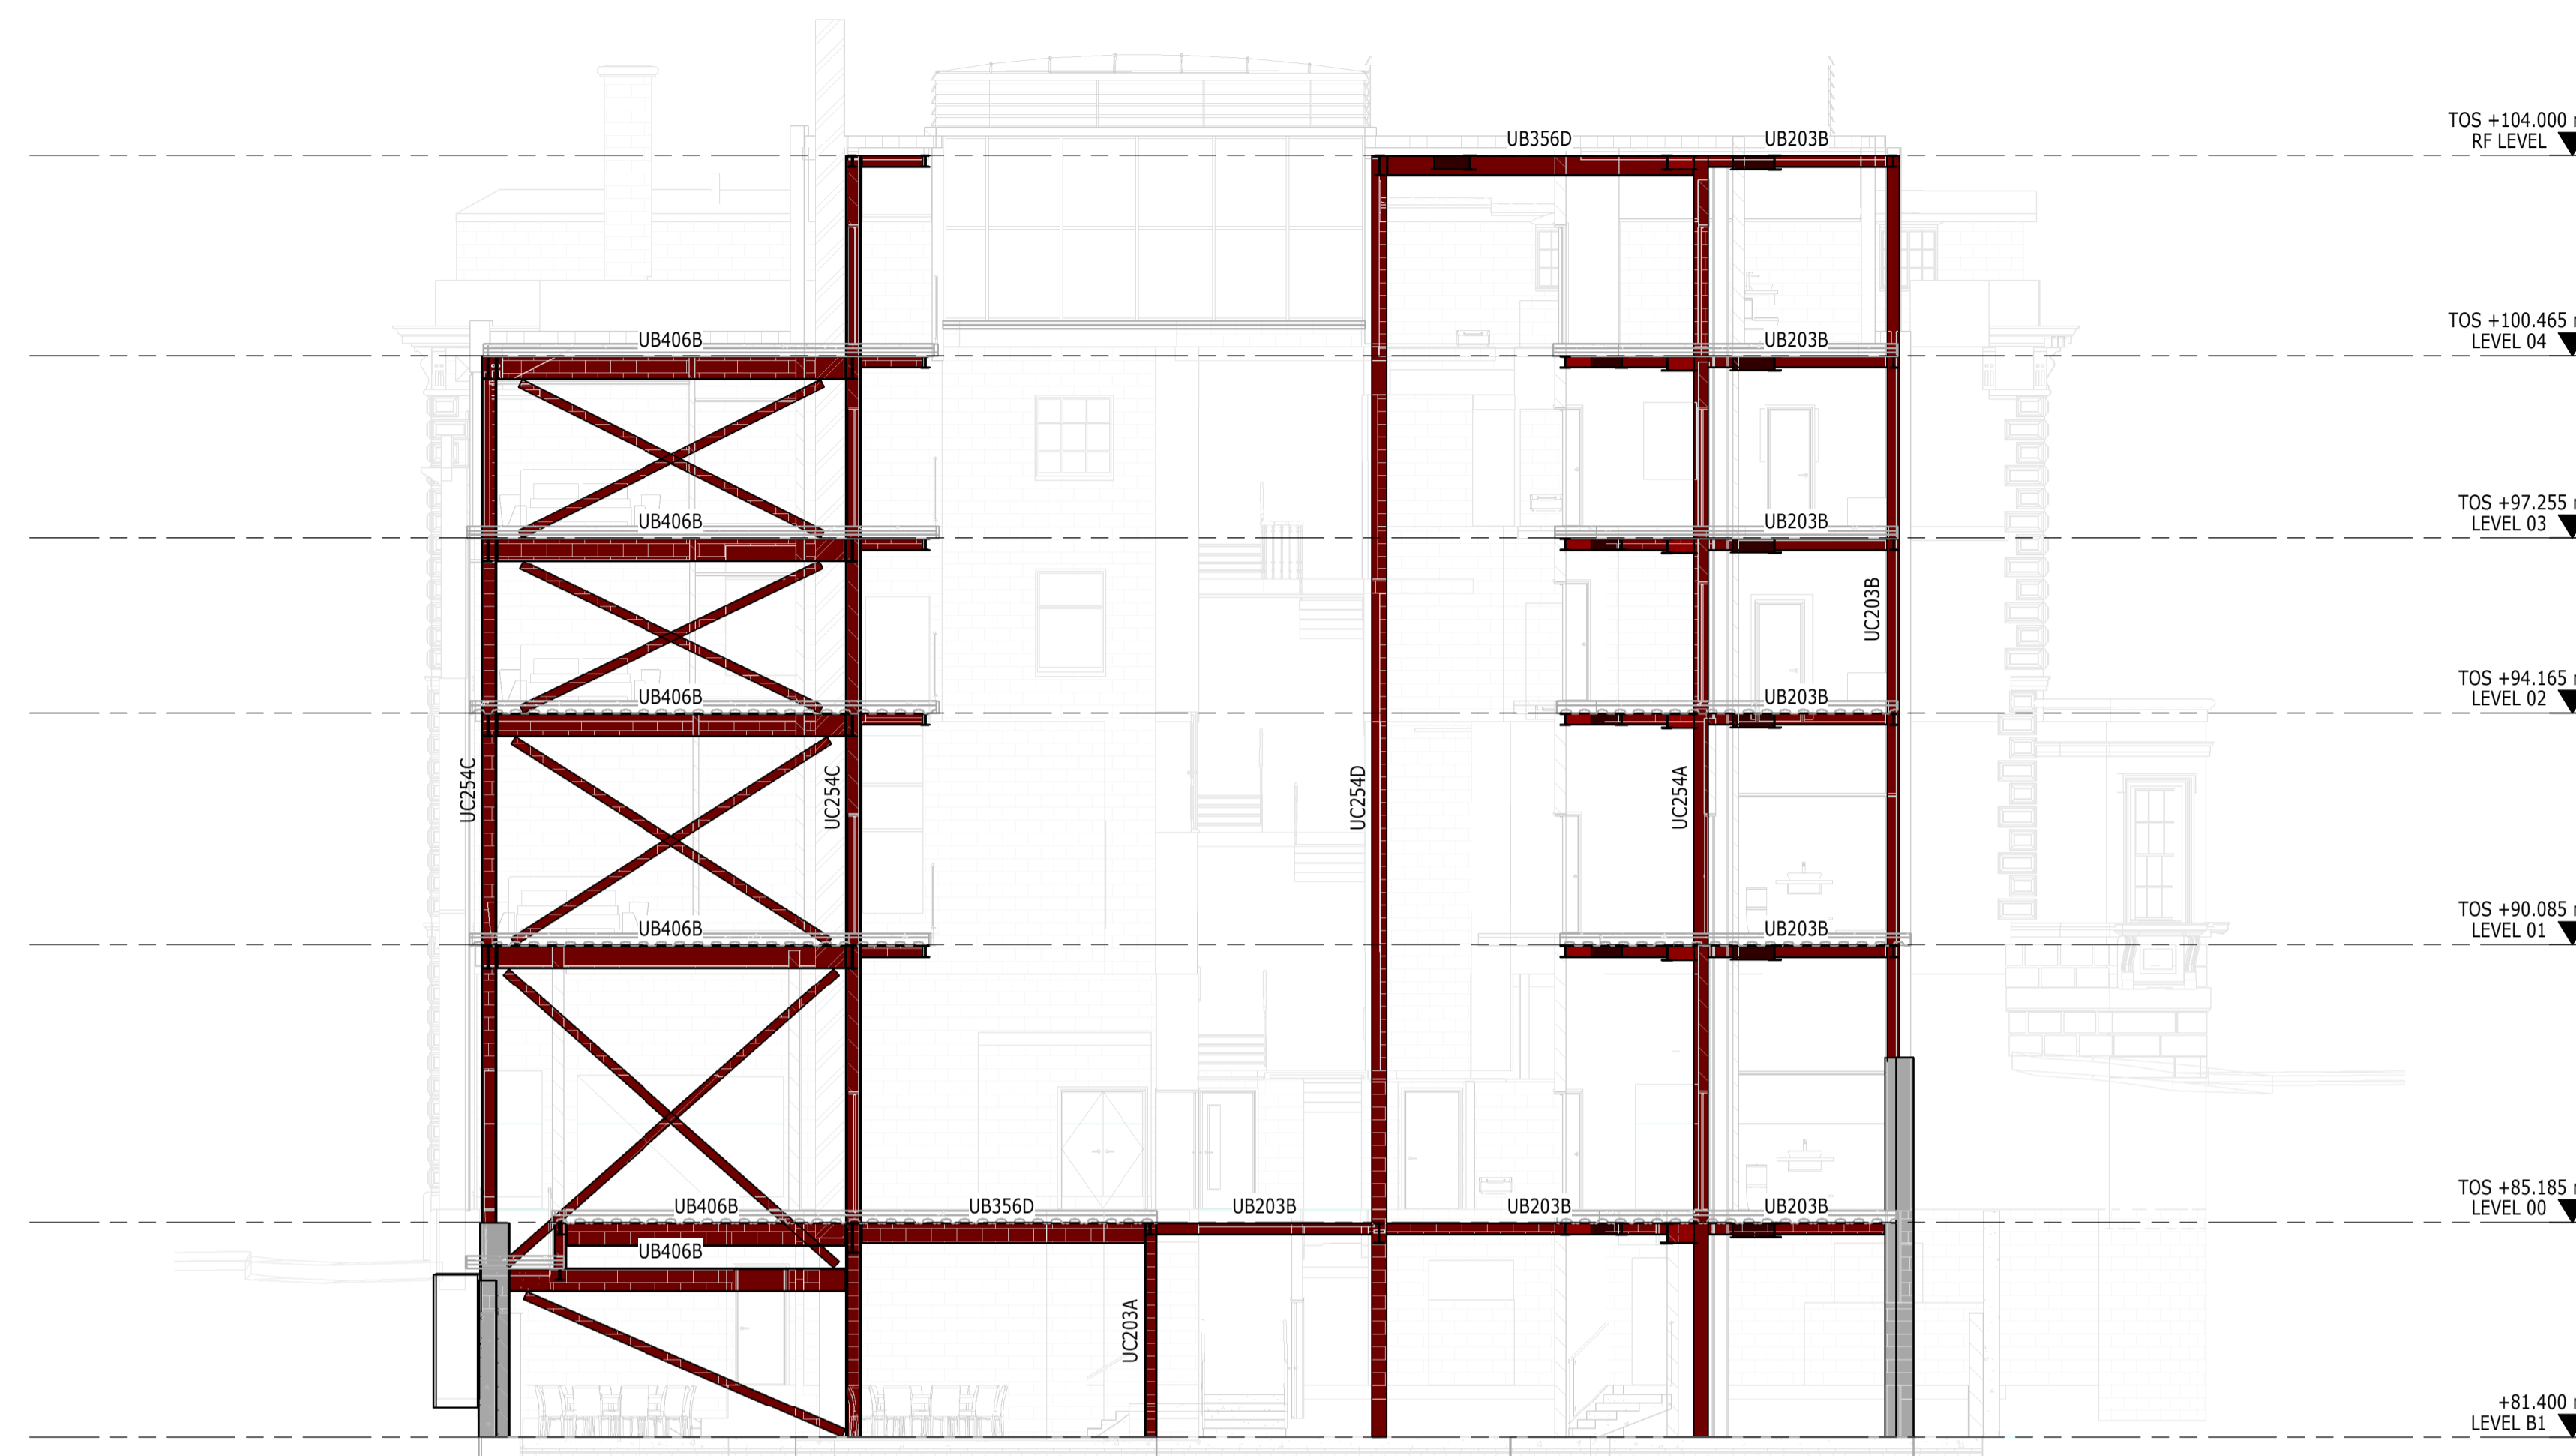 TOS +104.000
RF LEVEL
UB356D
UB203B
TOS +100.465
LEVEL 04
UB406B
UB203B
TOS +97.255
LEVEL 03
UB406B
UB203B
UC203B
TOS +94.165
LEVEL 02
UB406B
UB203B
UC254C
UC254C
UC254D
UC254A
TOS +90.085
LEVEL 01
UB406B
UB203B
TOS +85.185
LEVEL 00
UB406B
UB356D
UB203B
UB203B
UB203B
UB406B
UC203A
+81.400
LEVEL B1